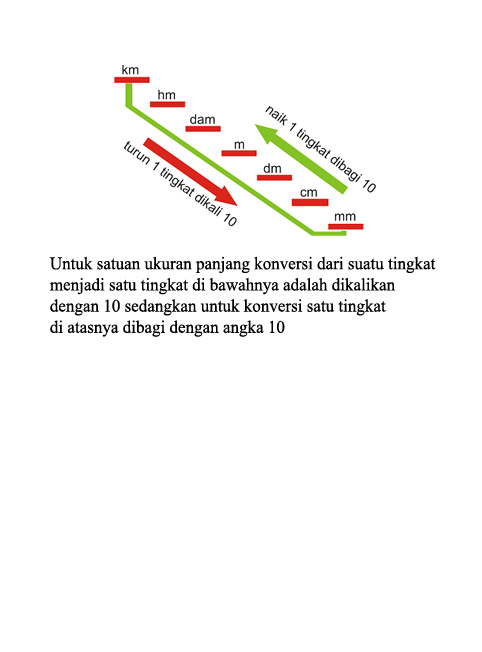 km
hm
dam
m
dm
cm
mm
naik 1 tingkat dibagi 10
turun 1 tingkat dikali 10
Untuk satuan ukuran panjang konversi dari suatu tingkat
menjadi satu tingkat di bawahnya adalah dikalikan
dengan 10 sedangkan untuk konversi satu tingkat
di atasnya dibagi dengan angka 10